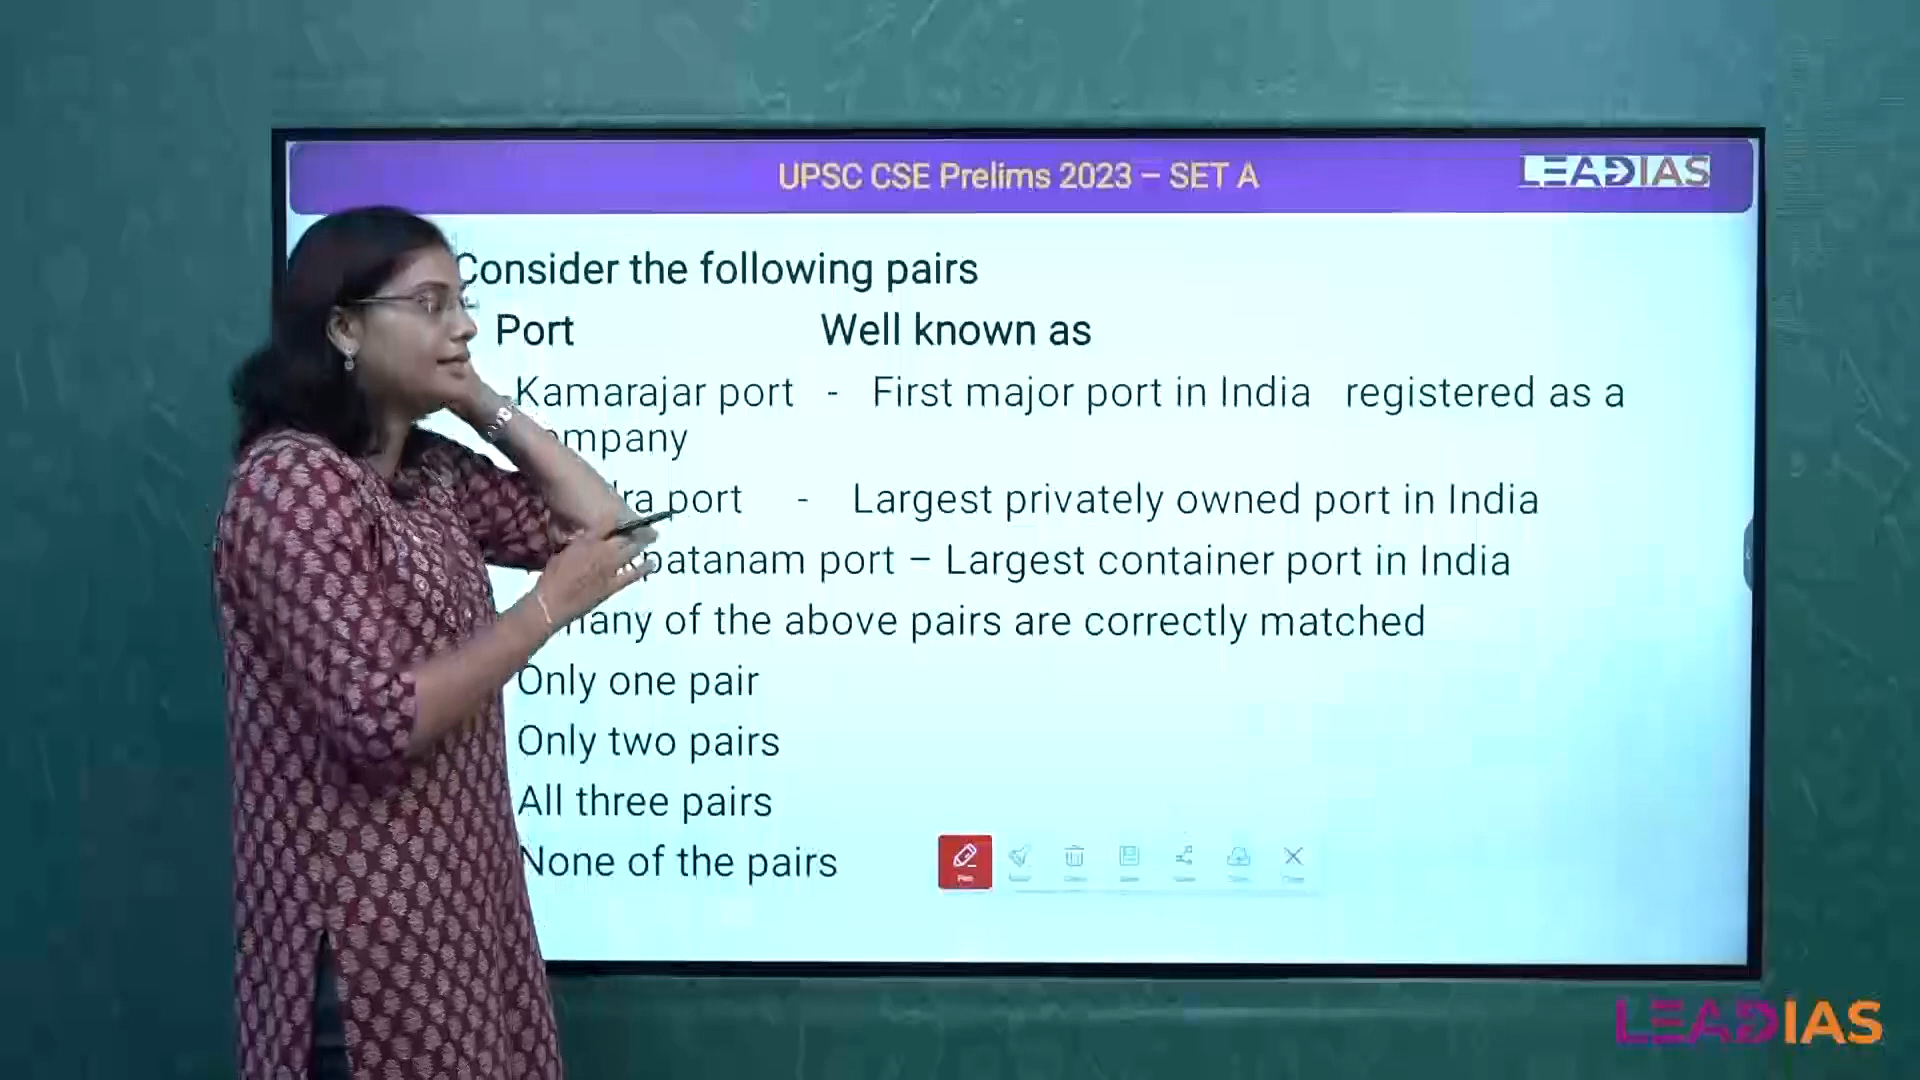 UPSC CSE Prelims 2023 – SET A
LEADIAS
Consider the following pairs
Port Well known as
Kamarajar port - First major port in India registered as a
ompany
port - Largest privately owned port in India
patanam port – Largest container port in India
many of the above pairs are correctly matched
Only one pair
Only two pairs
All three pairs
None of the pairs
Pen
LEADIAS